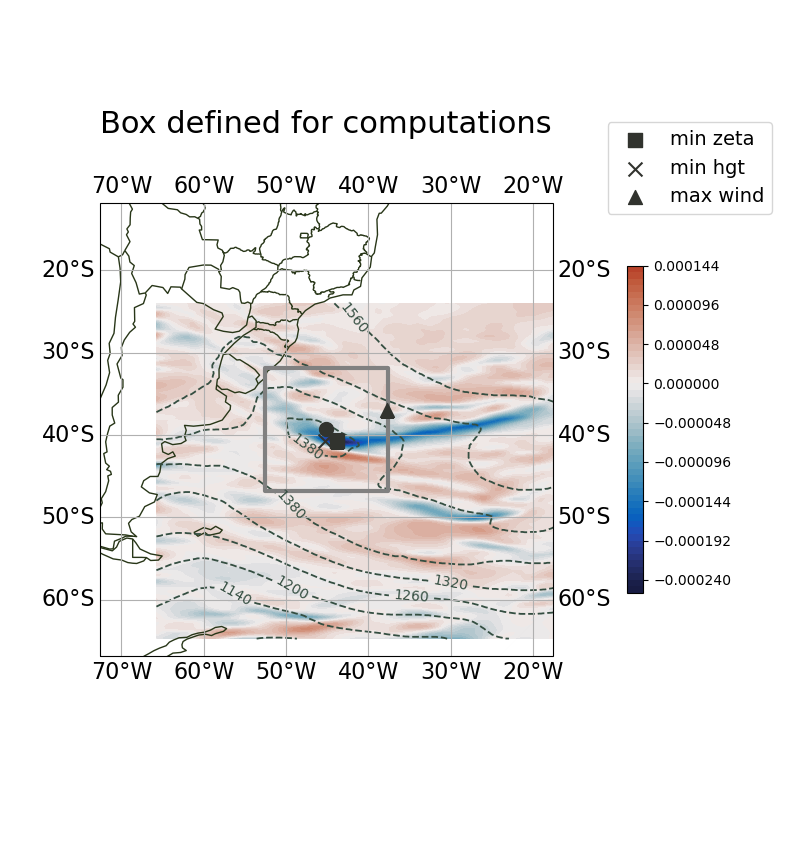 Box defined for computations
min zeta
min hgt
max wind
70°W 60°W 50°W 40°W 30°W 20°W
20°S 20°S
30°S 30°S
40°S 40°S
50°S 50°S
60°S 60°S
70°W 60°W 50°W 40°W 30°W 20°W
1560
1380
1380
1320
1260
1200
1140
0.000144
0.000096
0.000048
0.000000
−0.000048
−0.000096
−0.000144
−0.000192
−0.000240